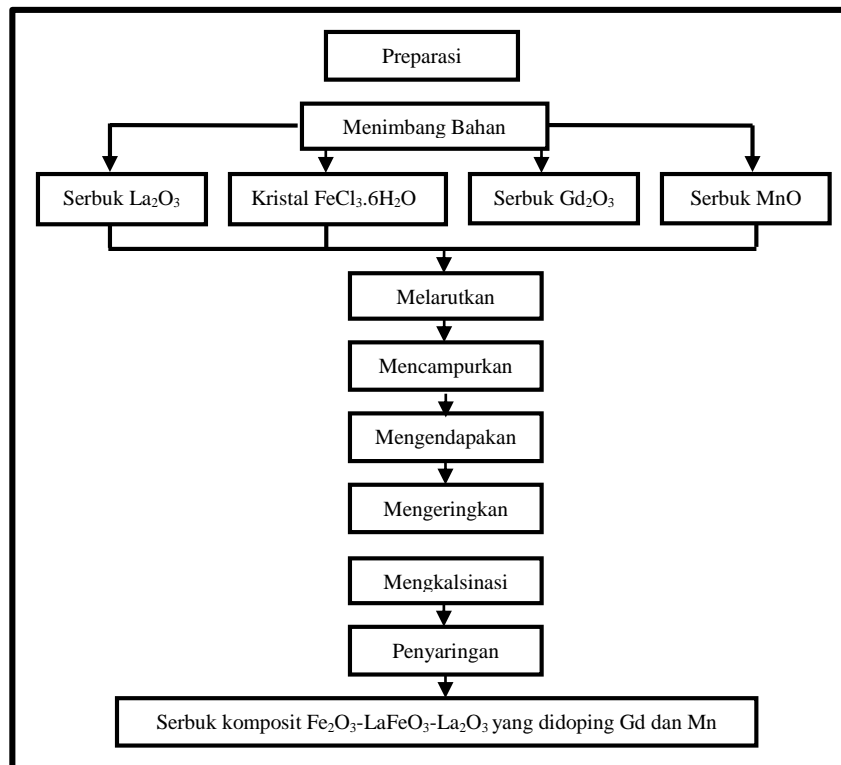 Preparasi
Menimbang Bahan
Serbuk La₂O₃
Kristal FeCl₃.6H₂O
Serbuk Gd₂O₃
Serbuk MnO
Melarutkan
Mencampurkan
Mengendapakan
Mengeringkan
Mengkalsinasi
Penyaringan
Serbuk komposit Fe₂O₃-LaFeO₃-La₂O₃ yang didoping Gd dan Mn